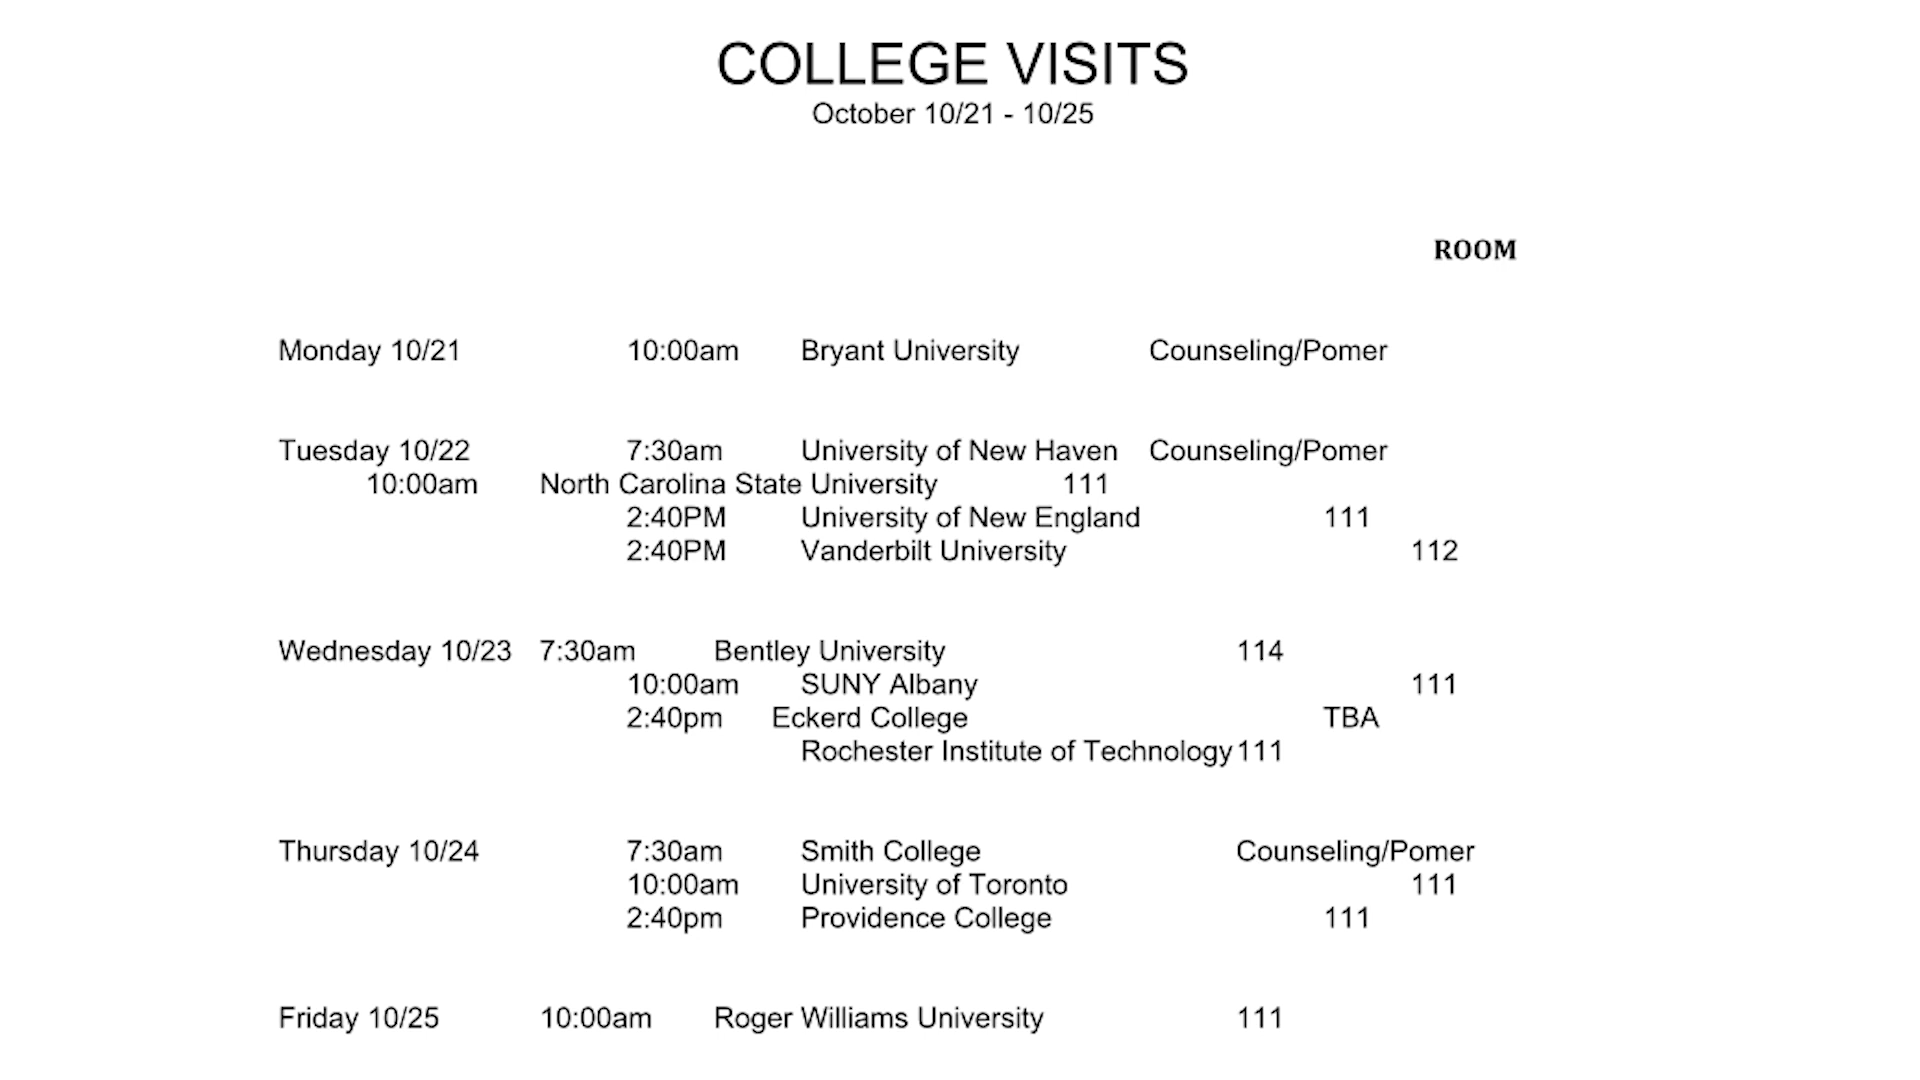 COLLEGE VISITS
October 10/21 - 10/25
ROOM
Monday 10/21 10:00am Bryant University Counseling/Pomer
Tuesday 10/22 7:30am University of New Haven Counseling/Pomer
10:00am North Carolina State University 111
2:40PM University of New England 111
2:40PM Vanderbilt University 112
Wednesday 10/23 7:30am Bentley University 114
10:00am SUNY Albany 111
2:40pm Eckerd College TBA
Rochester Institute of Technology 111
Thursday 10/24 7:30am Smith College Counseling/Pomer
10:00am University of Toronto 111
2:40pm Providence College 111
Friday 10/25 10:00am Roger Williams University 111